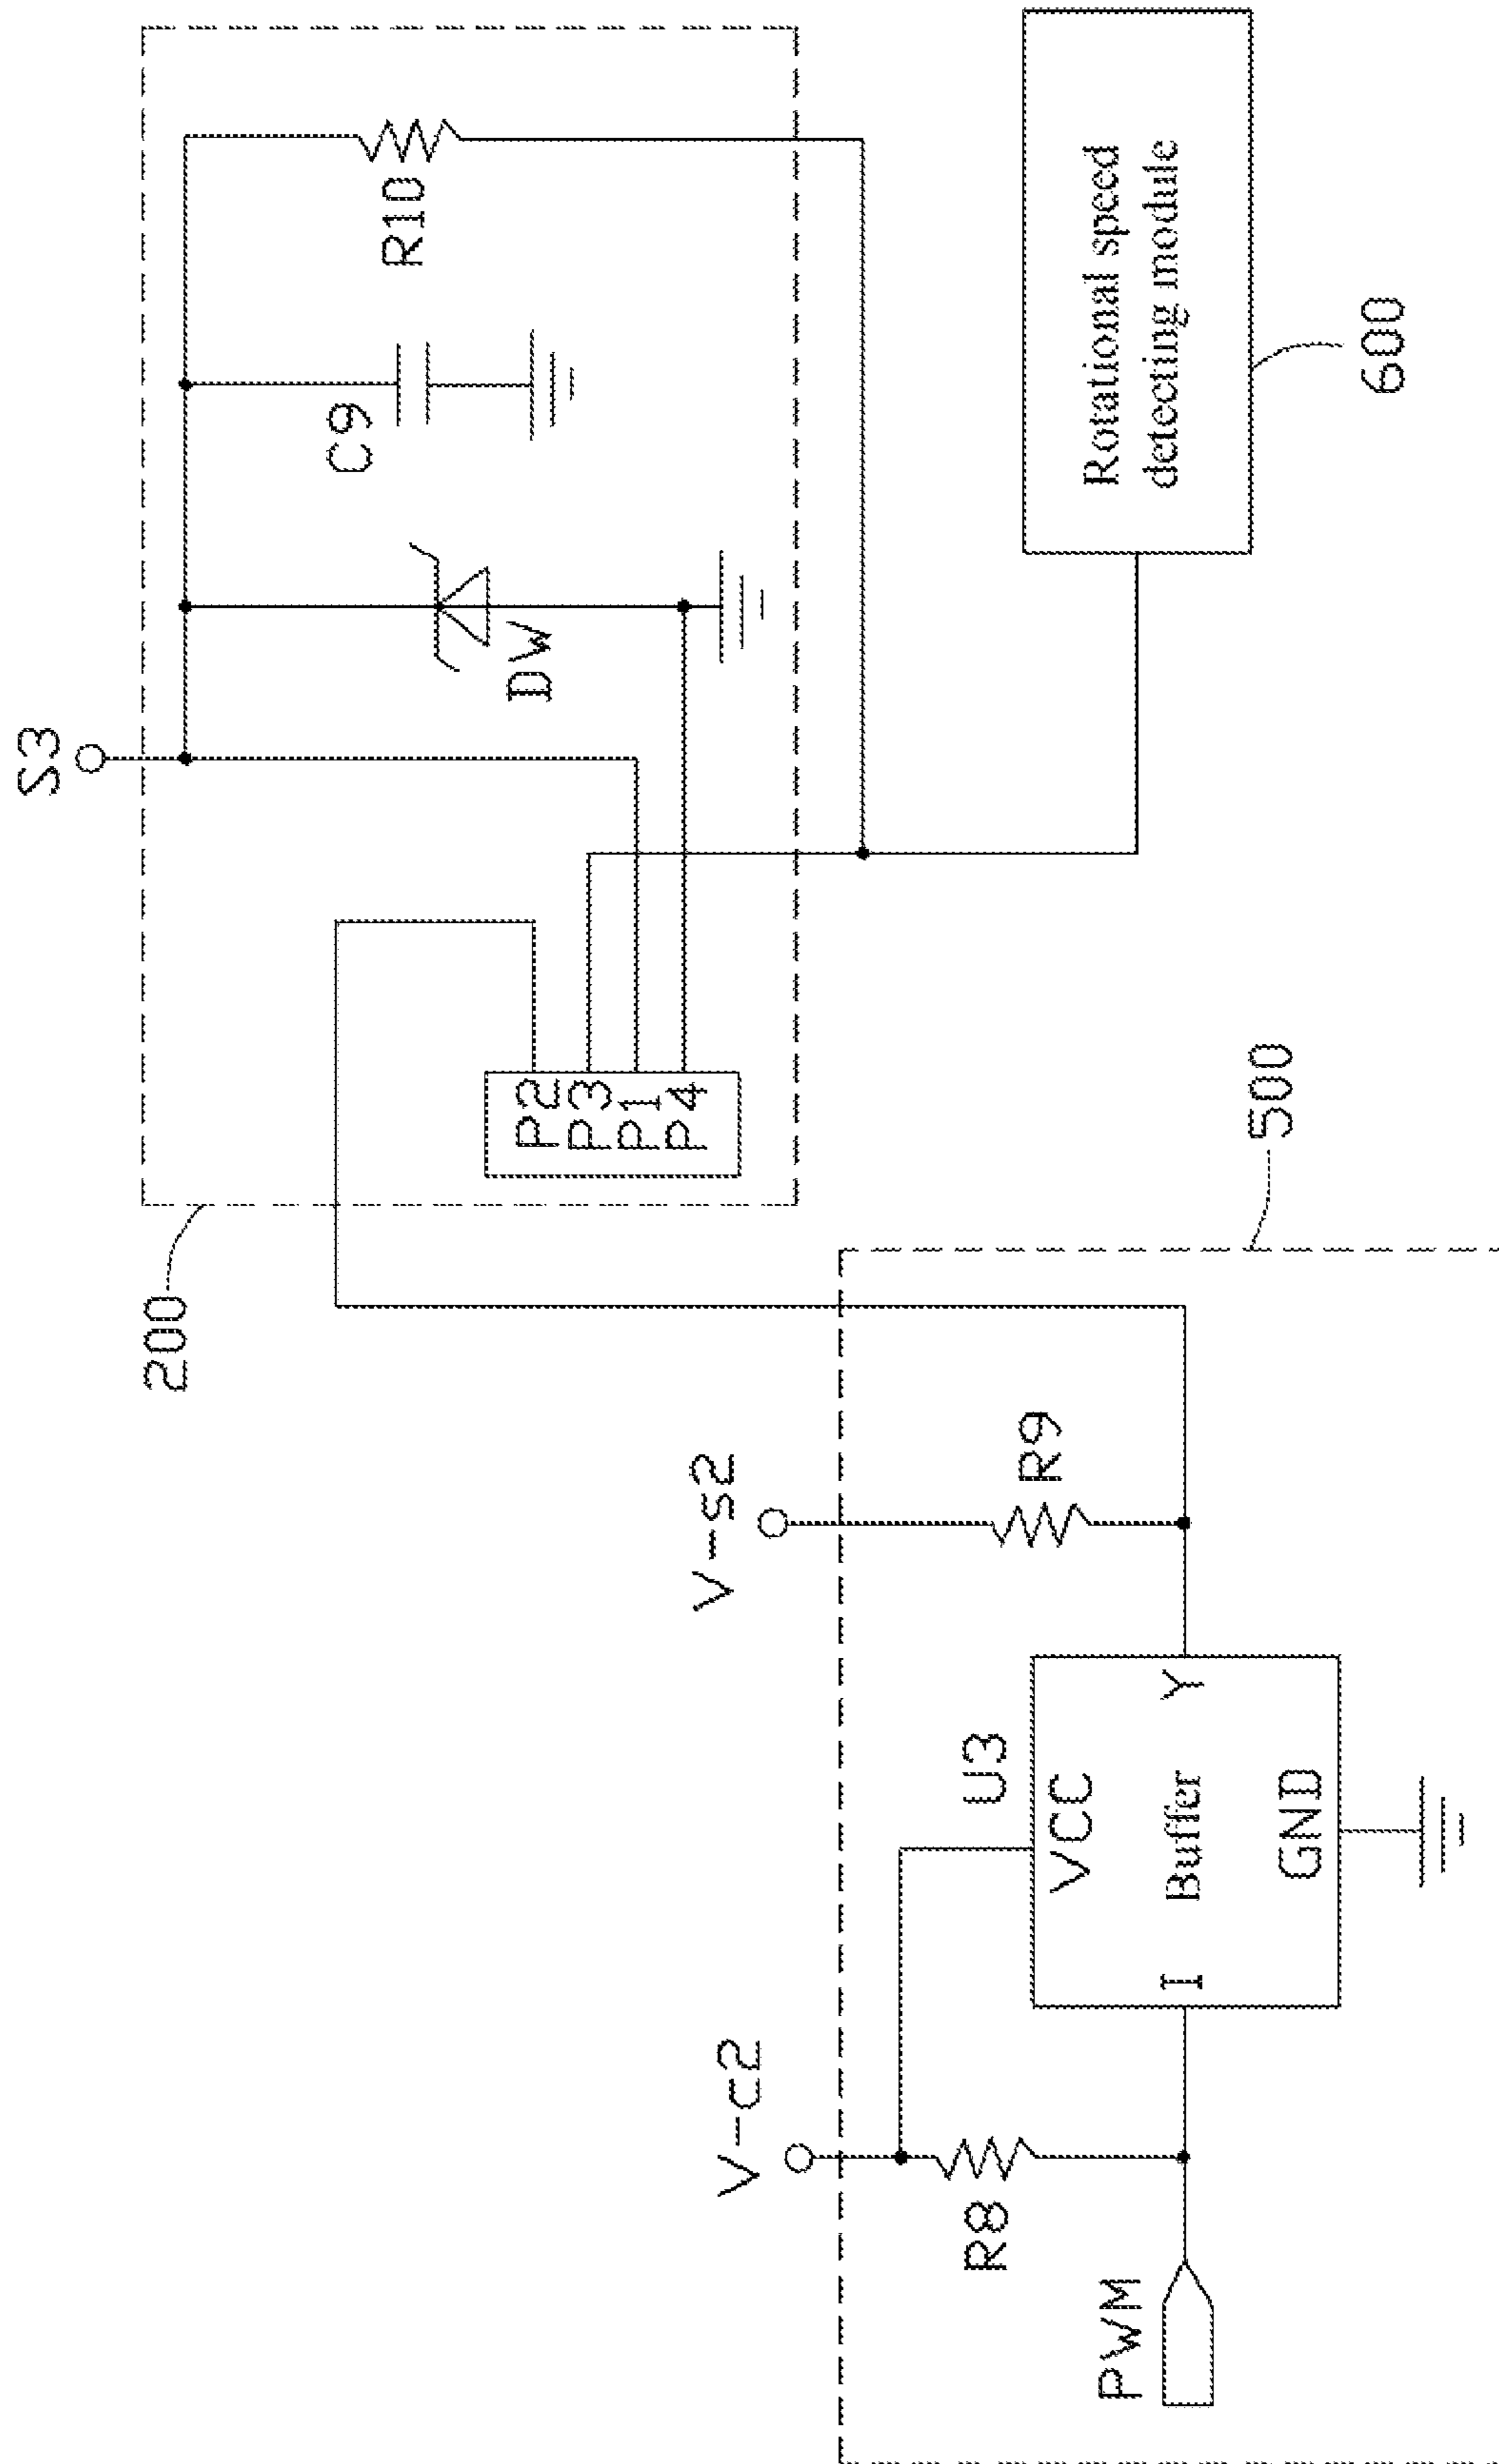 S3
200
C9
R10
DW
P2
P3
P1
P4
Rotational speed
detecting module
600
V-c2
V-s2
500
R8
R9
U3
VCC
I
Buffer
Y
GND
PWM